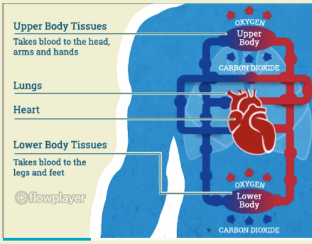 Upper Body Tissues
Takes blood to the head,
arms and hands
Lungs
Heart
Lower Body Tissues
Takes blood to the
legs and feet
flowplayer
OXYGEN
Upper
Body
CARBON DIOXIDE
OXYGEN
Lower
Body
CARBON DIOXIDE